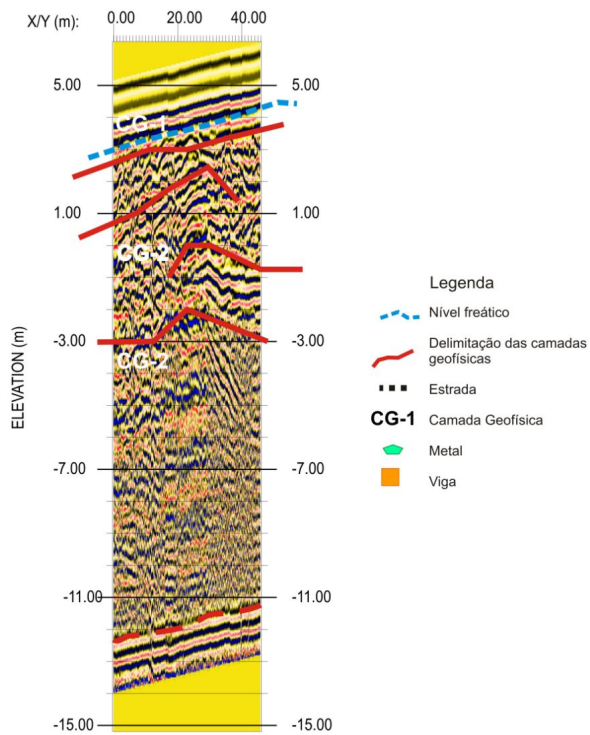 X/Y (m): 0.00 20.00 40.00
5.00 5.00
CG-1
1.00 1.00
CG-2
-3.00 -3.00
CG-2
-7.00 -7.00
-11.00 -11.00
-15.00 -15.00
ELEVATION (m)
Legenda
Nível freático
Delimitação das camadas
geofísicas
Estrada
CG-1 Camada Geofísica
Metal
Viga